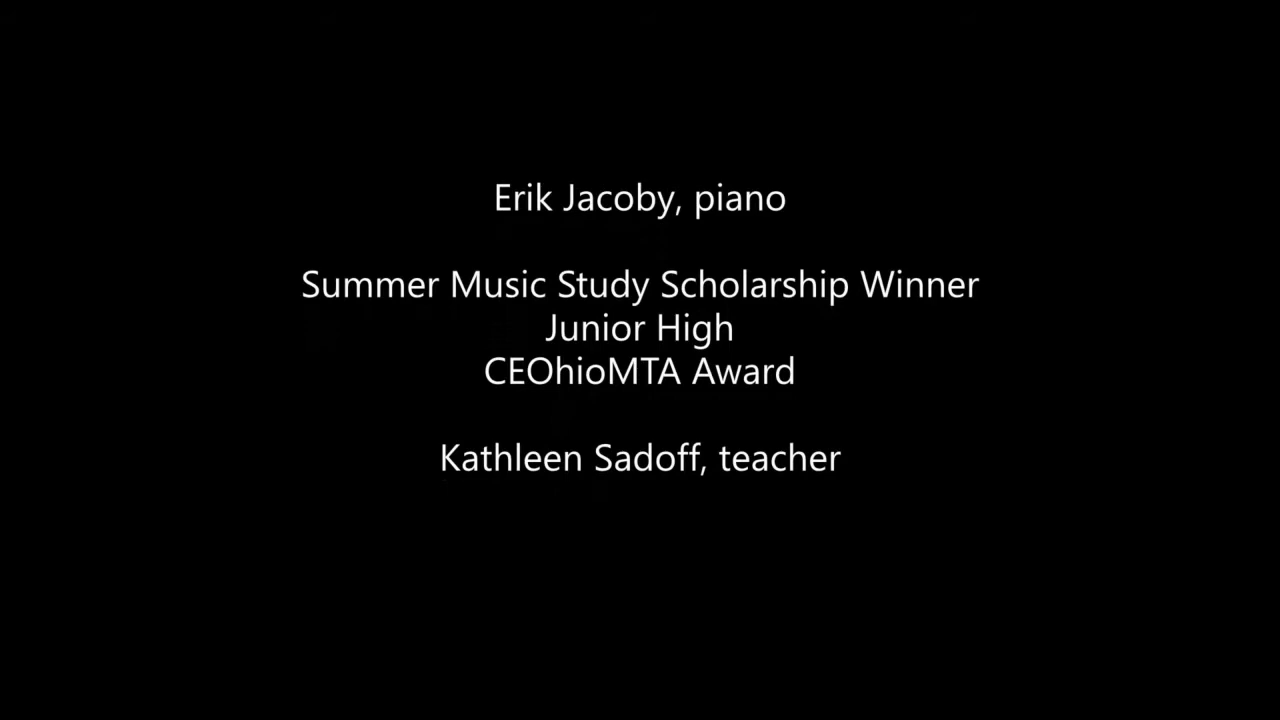 Erik Jacoby, piano
Summer Music Study Scholarship Winner
Junior High
CEOhioMTA Award
Kathleen Sadoff, teacher